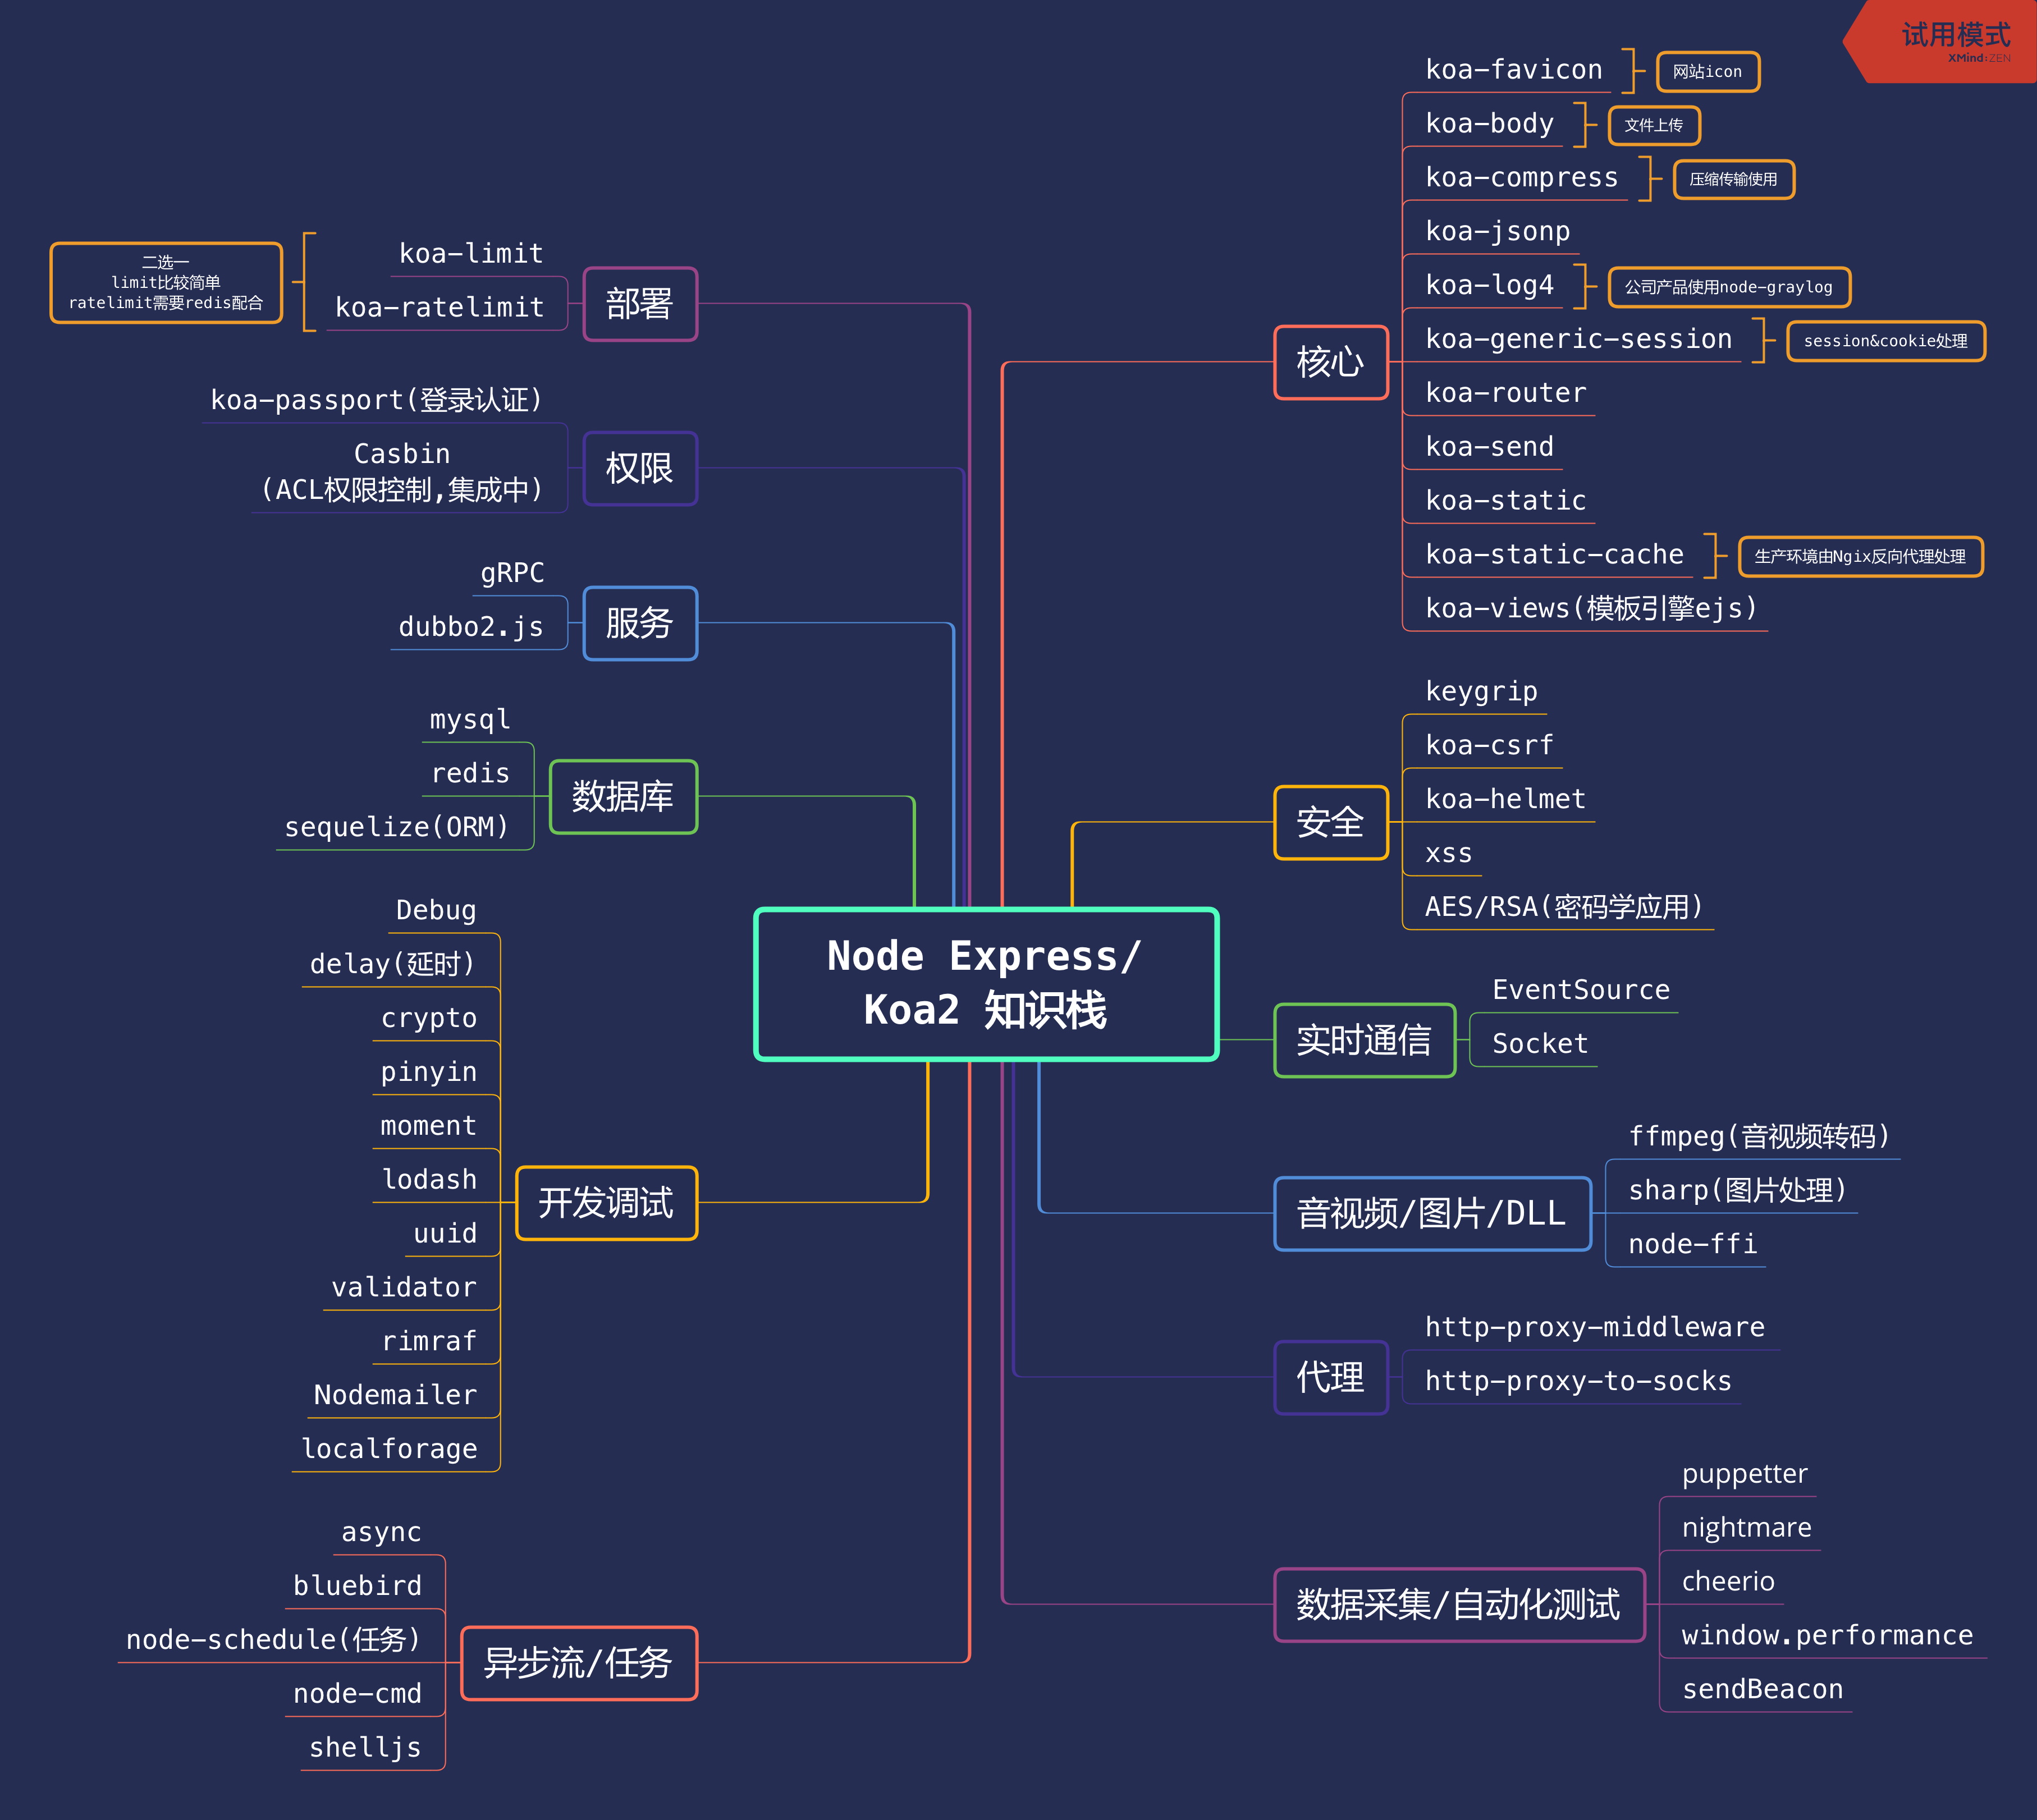 试用模式
XMind:ZEN
Node Express/
Koa2 知识栈
核心
koa-favicon
网站icon
koa-body
文件上传
koa-compress
压缩传输使用
koa-jsonp
koa-log4
公司产品使用node-graylog
koa-generic-session
session&cookie处理
koa-router
koa-send
koa-static
koa-static-cache
生产环境由Ngix反向代理处理
koa-views(模板引擎ejs)
安全
keygrip
koa-csrf
koa-helmet
xss
AES/RSA(密码学应用)
实时通信
EventSource
Socket
音视频/图片/DLL
ffmpeg(音视频转码)
sharp(图片处理)
node-ffi
代理
http-proxy-middleware
http-proxy-to-socks
数据采集/自动化测试
puppetter
nightmare
cheerio
window.performance
sendBeacon
部署
koa-limit
koa-ratelimit
二选一
limit比较简单
ratelimit需要redis配合
权限
koa-passport(登录认证)
Casbin
(ACL权限控制,集成中)
服务
gRPC
dubbo2.js
数据库
mysql
redis
sequelize(ORM)
开发调试
Debug
delay(延时)
crypto
pinyin
moment
lodash
uuid
validator
rimraf
Nodemailer
localforage
异步流/任务
async
bluebird
node-schedule(任务)
node-cmd
shelljs